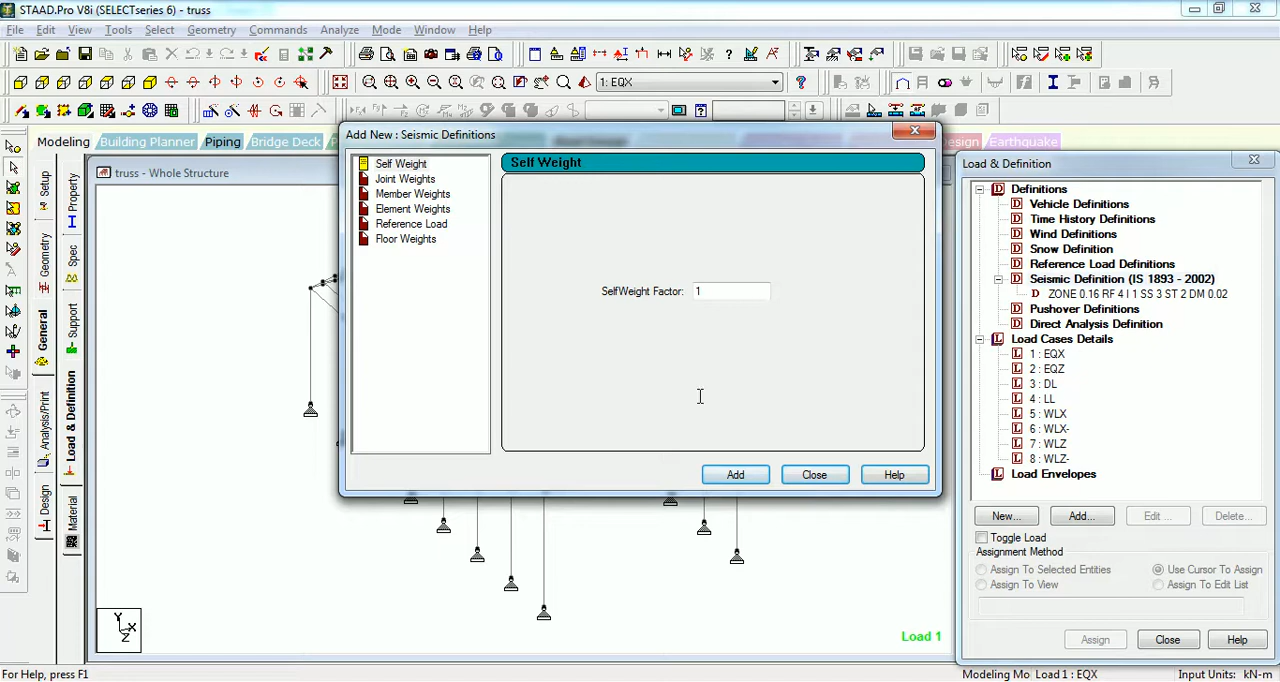 STAAD.Pro V8i (SELECTseries 6) - truss
File Edit View Tools Select Geometry Commands Analyze Mode Window Help
1: EQX
Modeling Building Planner Piping Bridge Deck Earthquake
Add New : Seismic Definitions
Self Weight
Joint Weights
Member Weights
Element Weights
Reference Load
Floor Weights
Self Weight
SelfWeight Factor: 1
Add Close Help
truss - Whole Structure
Setup
Geometry
General
Analysis/Print
Design
Property
Spec
Support
Load & Definition
Material
Y
X
Z
Load 1
Load & Definition
Definitions
Vehicle Definitions
Time History Definitions
Wind Definitions
Snow Definition
Reference Load Definitions
Seismic Definition (IS 1893 - 2002)
ZONE 0.16 RF 4 I 1 SS 3 ST 2 DM 0.02
Pushover Definitions
Direct Analysis Definition
Load Cases Details
1 : EQX
2 : EQZ
3 : DL
4 : LL
5 : WLX
6 : WLX-
7 : WLZ
8 : WLZ-
Load Envelopes
New... Add... Edit ... Delete...
Toggle Load
Assignment Method
Assign To Selected Entities Use Cursor To Assign
Assign To View Assign To Edit List
Assign Close Help
For Help, press F1 Modeling Mo Load 1 : EQX Input Units: kN-m